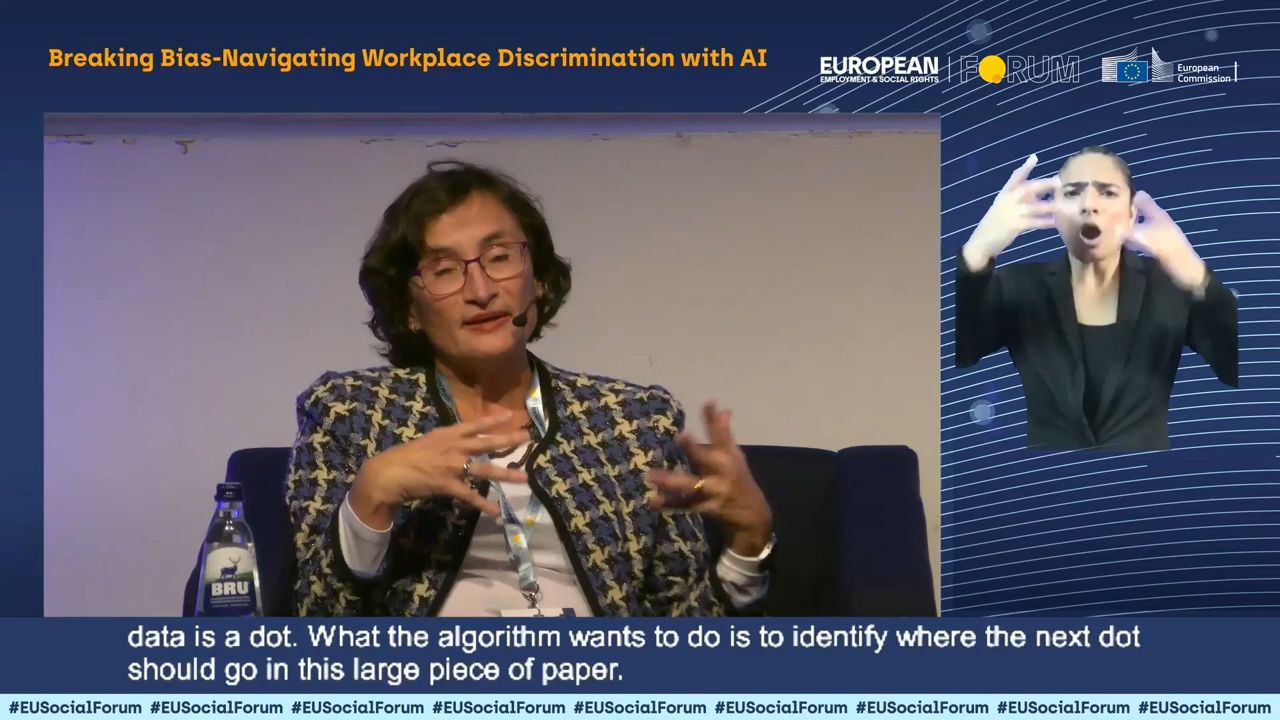 Breaking Bias-Navigating Workplace Discrimination with AI
EUROPEAN
EMPLOYMENT & SOCIAL RIGHTS
FORUM
European
Commission
BRU
data is a dot. What the algorithm wants to do is to identify where the next dot
should go in this large piece of paper.
#EUSocialForum #EUSocialForum #EUSocialForum #EUSocialForum #EUSocialForum #EUSocialForum #EUSocialForum #EUSocialForum #EUSocialForum